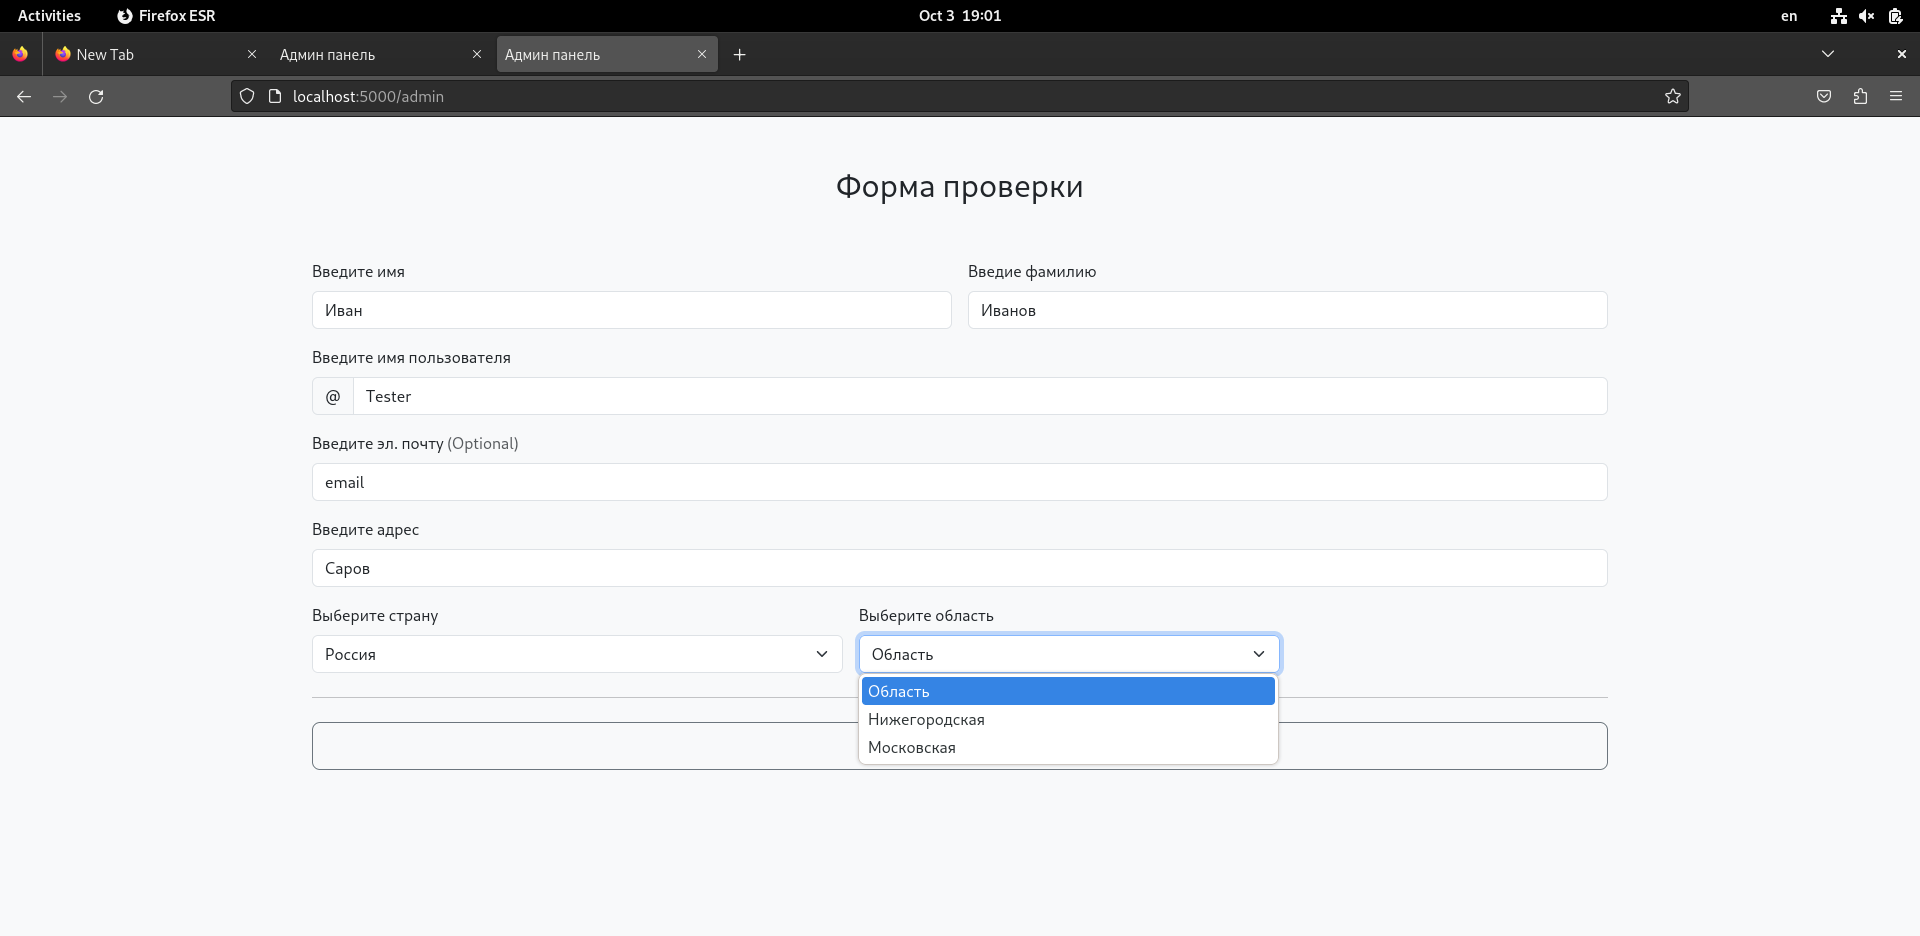 Activities Firefox ESR Oct 3 19:01 en
New Tab Админ панель Админ панель
localhost:5000/admin
Форма проверки
Введите имя Введие фамилию
Иван Иванов
Введите имя пользователя
@ Tester
Введите эл. почту (Optional)
email
Введите адрес
Саров
Выберите страну Выберите область
Россия Область
Область
Нижегородская
Московская